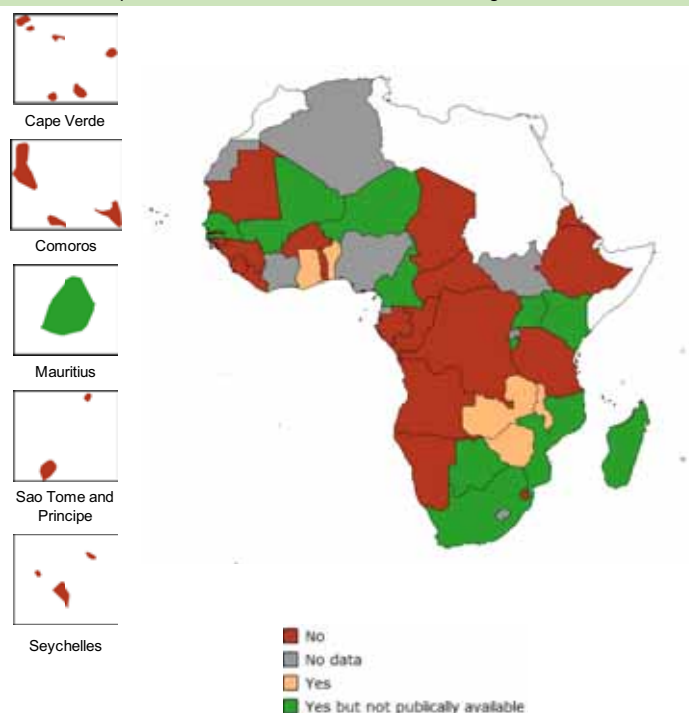 Cape Verde
Comoros
Mauritius
Sao Tome and
Principe
Seychelles
No
No data
Yes
Yes but not publically available